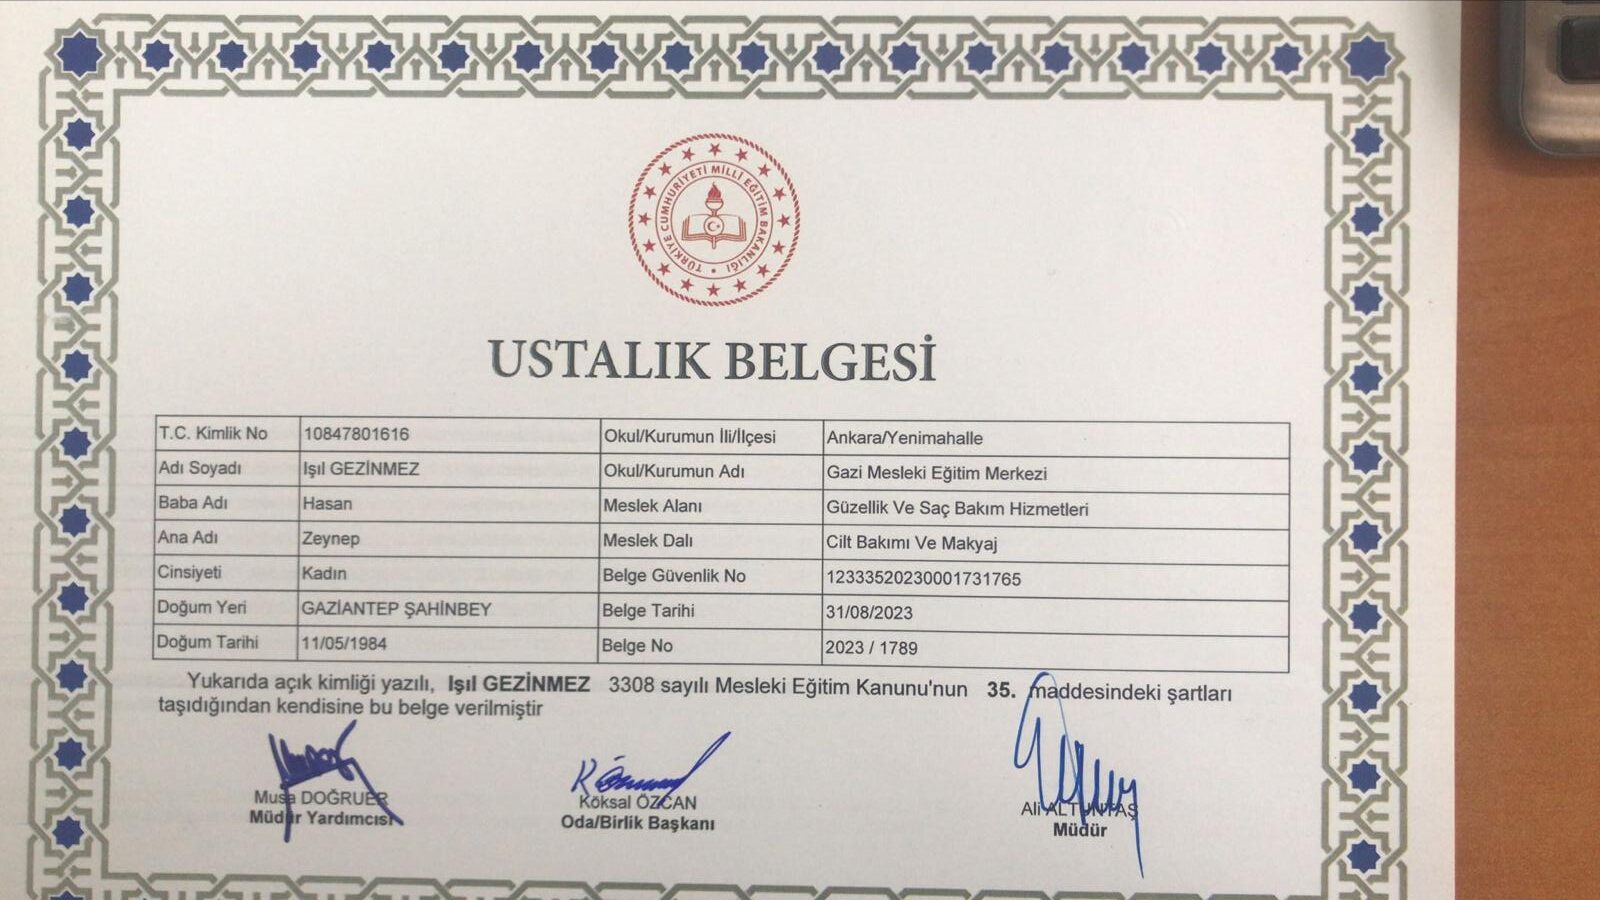 TÜRKİYE CUMHURİYETİ MİLLİ EĞİTİM BAKANLIĞI
USTALIK BELGESİ
T.C. Kimlik No 10847801616 Okul/Kurumun İli/İlçesi Ankara/Yenimahalle
Adı Soyadı Işıl GEZİNMEZ Okul/Kurumun Adı Gazi Mesleki Eğitim Merkezi
Baba Adı Hasan Meslek Alanı Güzellik Ve Saç Bakım Hizmetleri
Ana Adı Zeynep Meslek Dalı Cilt Bakımı Ve Makyaj
Cinsiyeti Kadın Belge Güvenlik No 12333520230001731765
Doğum Yeri GAZİANTEP ŞAHİNBEY Belge Tarihi 31/08/2023
Doğum Tarihi 11/05/1984 Belge No 2023 / 1789
Yukarıda açık kimliği yazılı, Işıl GEZİNMEZ 3308 sayılı Mesleki Eğitim Kanunu'nun 35. maddesindeki şartları
taşıdığından kendisine bu belge verilmiştir
Musa DOĞRUER Köksal ÖZCAN Ali ALTUNTAŞ
Müdür Yardımcısı Oda/Birlik Başkanı Müdür